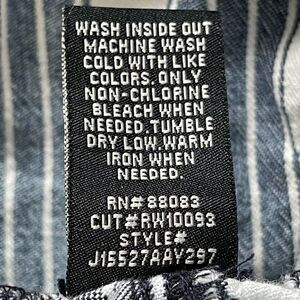 WASH INSIDE OUT
MACHINE WASH
COLD WITH LIKE
COLORS. ONLY
NON-CHLORINE
BLEACH WHEN
NEEDED. TUMBLE
DRY LOW. WARM
IRON WHEN
NEEDED.
RN# 88083
CUT#RW10093
STYLE#
J15527AAY297